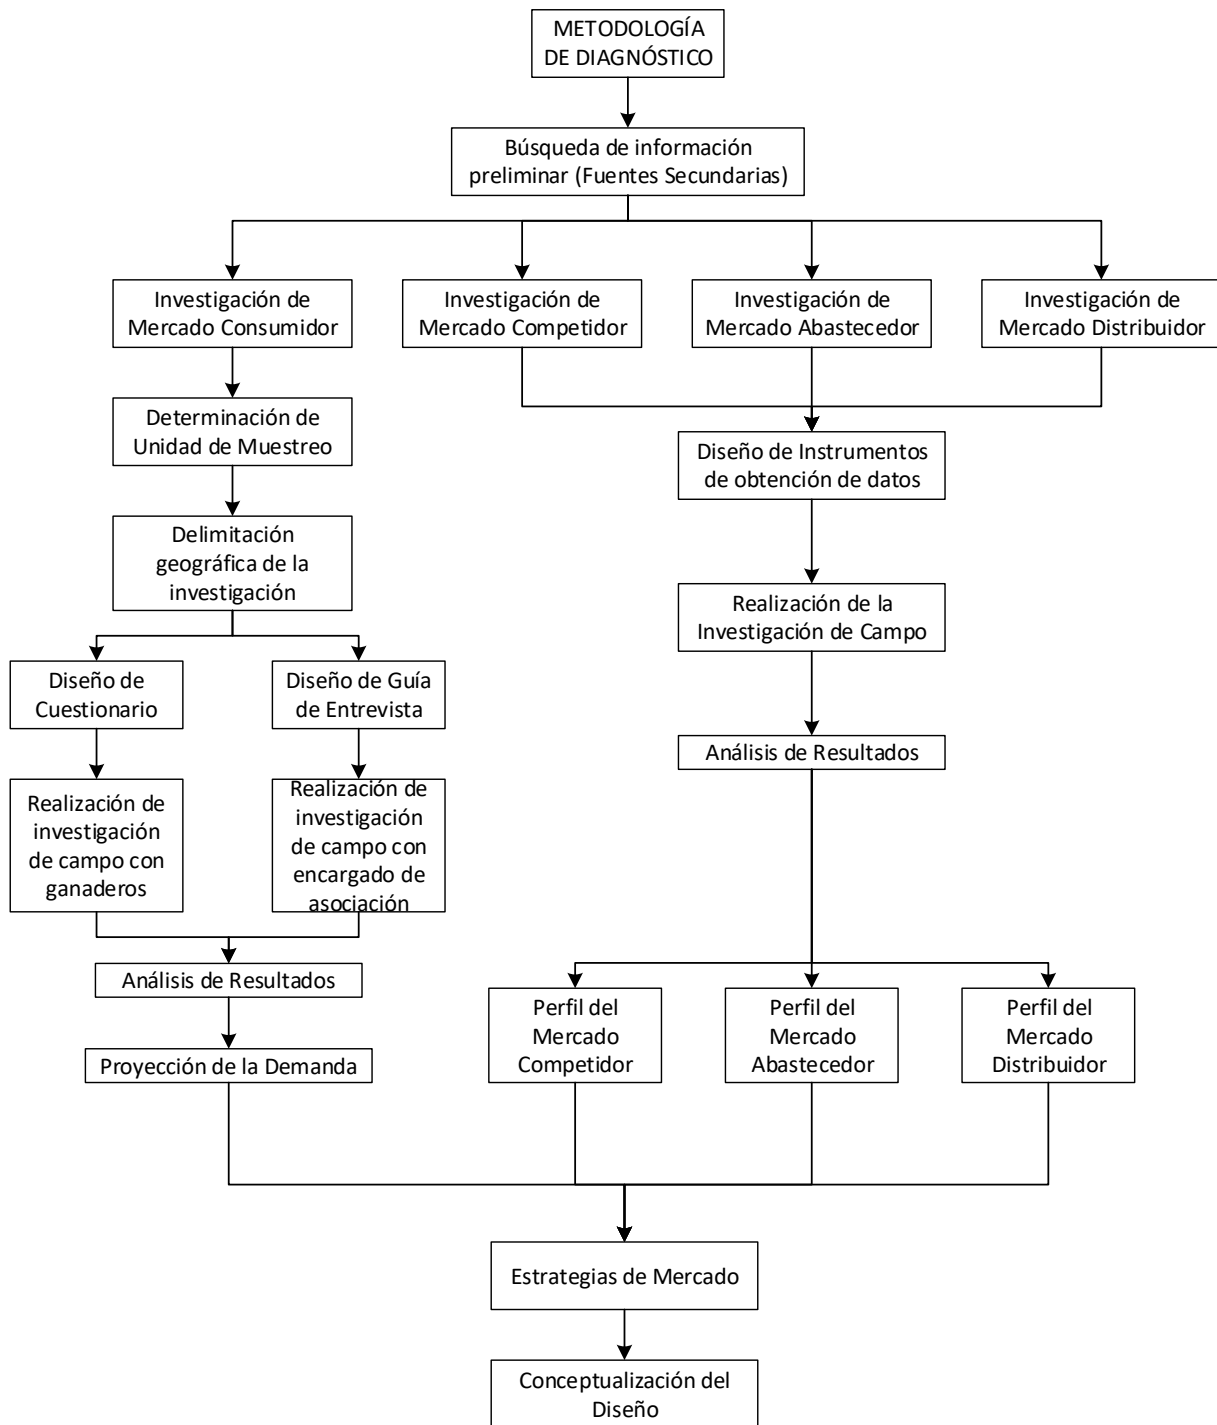 METODOLOGÍA
DE DIAGNÓSTICO
Búsqueda de información
preliminar (Fuentes Secundarias)
Investigación de
Mercado Consumidor
Investigación de
Mercado Competidor
Investigación de
Mercado Abastecedor
Investigación de
Mercado Distribuidor
Determinación de
Unidad de Muestreo
Diseño de Instrumentos
de obtención de datos
Delimitación
geográfica de la
investigación
Realización de la
Investigación de Campo
Diseño de
Cuestionario
Diseño de Guía
de Entrevista
Análisis de Resultados
Realización de
investigación
de campo con
ganaderos
Realización de
investigación
de campo con
encargado de
asociación
Análisis de Resultados
Proyección de la Demanda
Perfil del
Mercado
Competidor
Perfil del
Mercado
Abastecedor
Perfil del
Mercado
Distribuidor
Estrategias de Mercado
Conceptualización del
Diseño